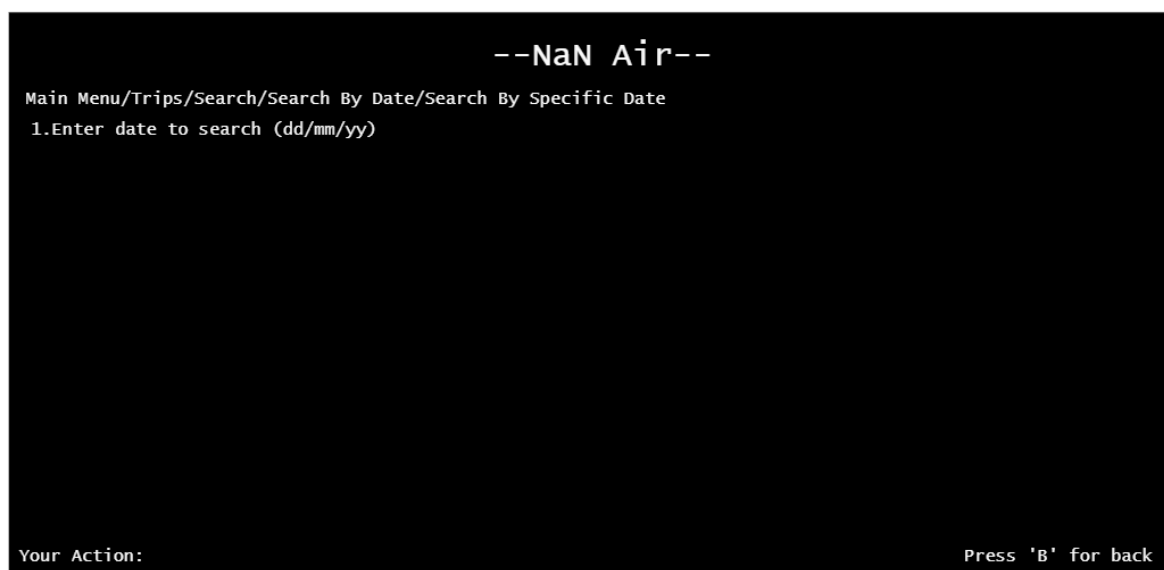 --NaN Air--
Main Menu/Trips/Search/Search By Date/Search By Specific Date
1.Enter date to search (dd/mm/yy)
Your Action: Press 'B' for back